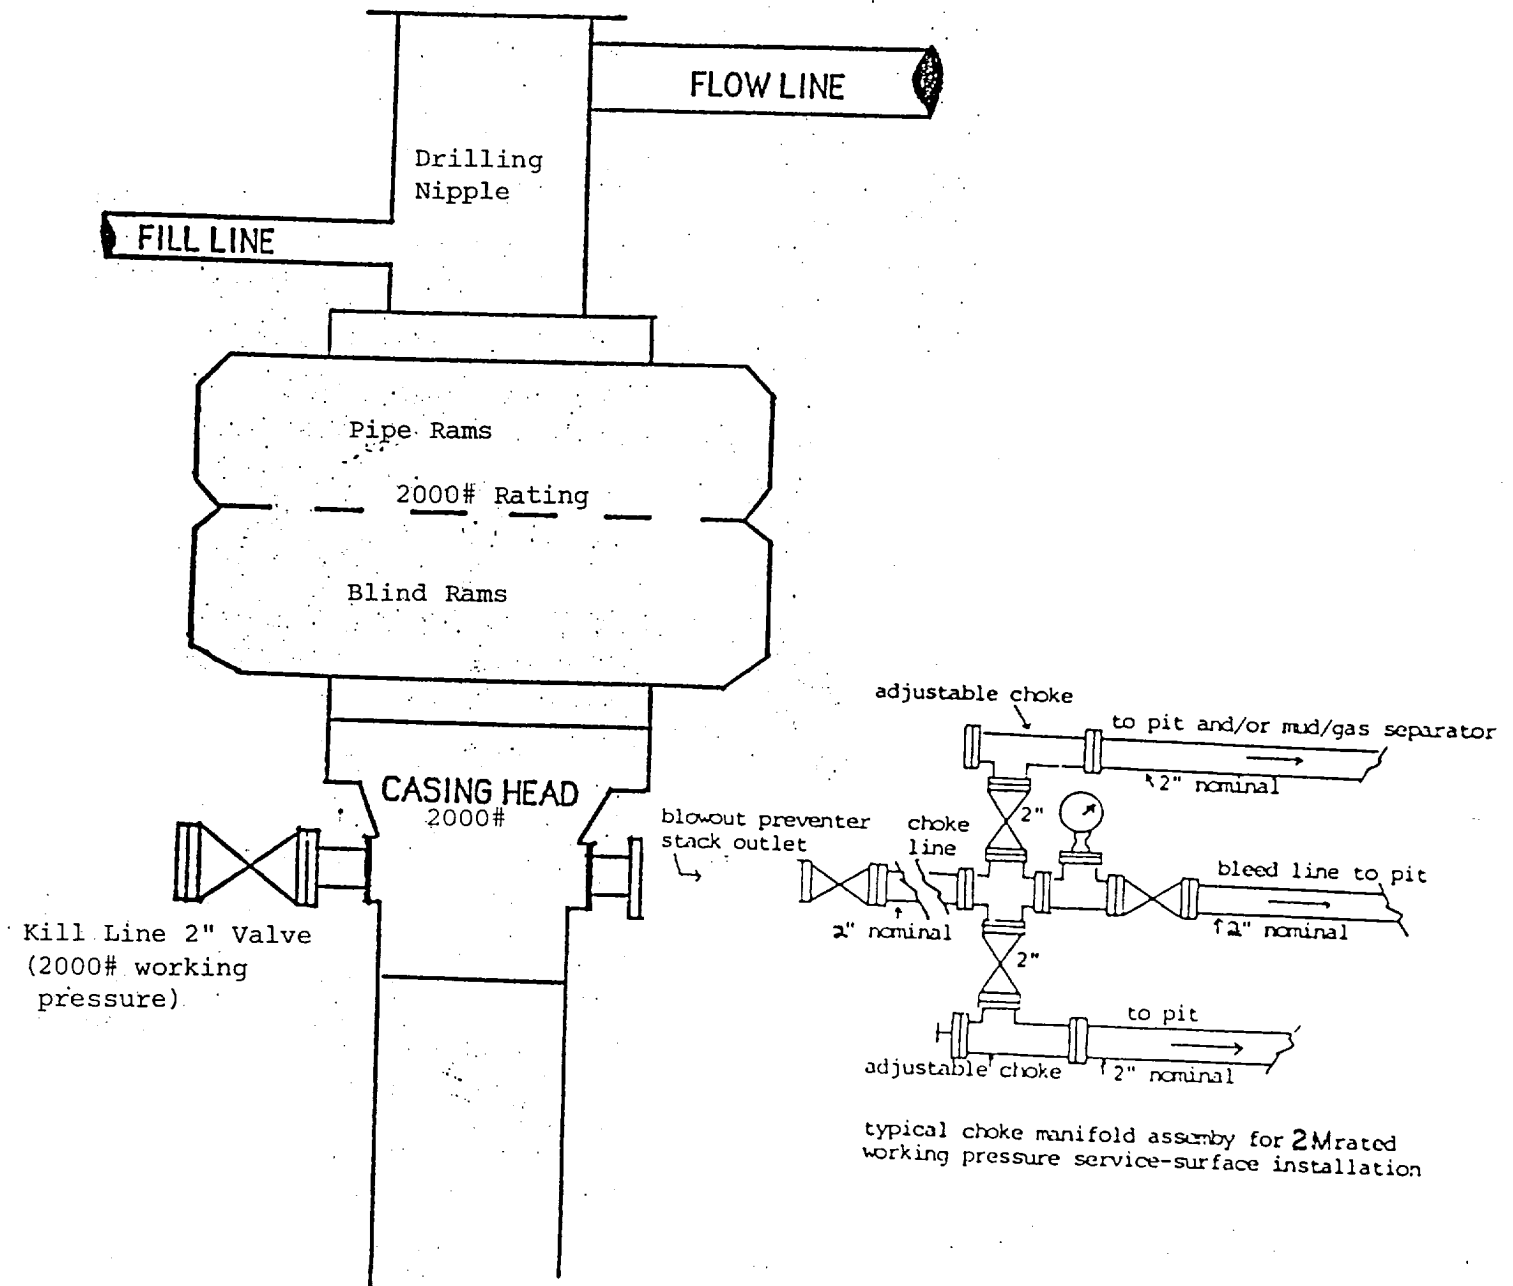 FLOW LINE
Drilling
Nipple
FILL LINE
Pipe Rams
2000# Rating
Blind Rams
CASING HEAD
2000#
Kill Line 2" Valve
(2000# working
pressure)
blowout preventer
stack outlet
adjustable choke
to pit and/or mud/gas separator
2" nominal
2"
choke
line
bleed line to pit
2" nominal
2" nominal
2"
to pit
adjustable choke
2" nominal
typical choke manifold assemby for 2M rated
working pressure service-surface installation